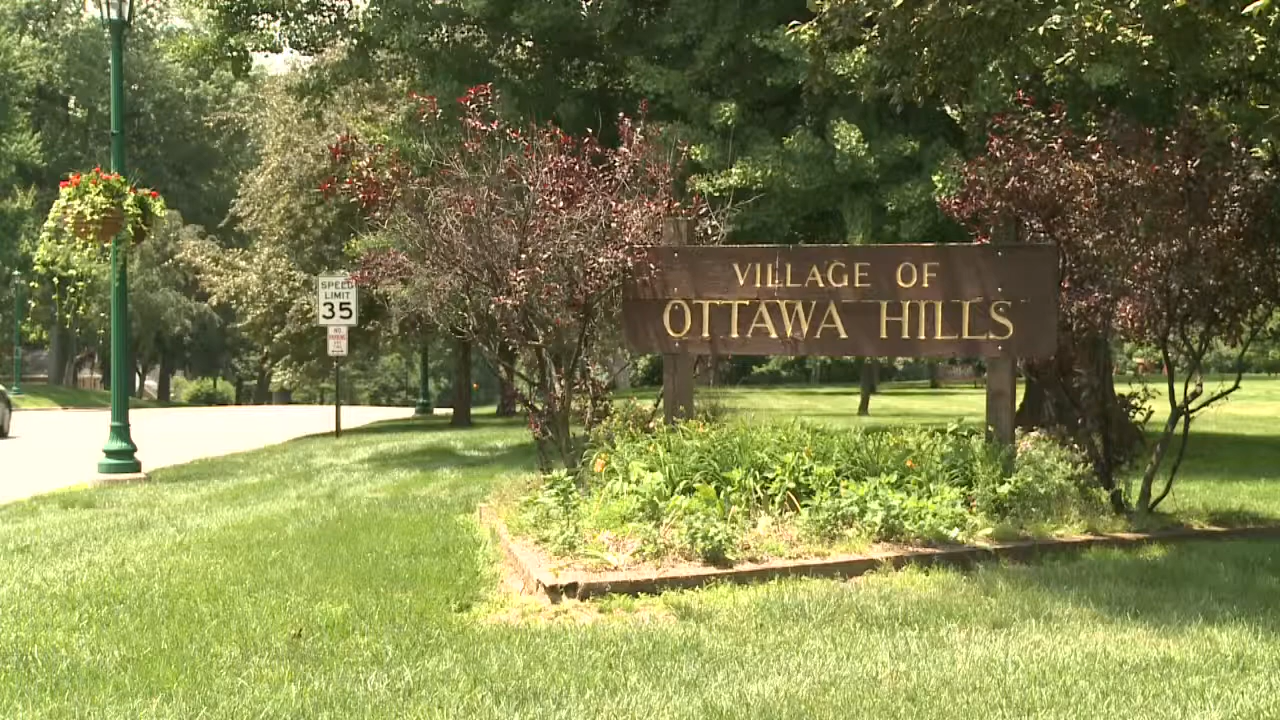 SPEED
LIMIT
35
NO
PARKING
VILLAGE OF
OTTAWA HILLS